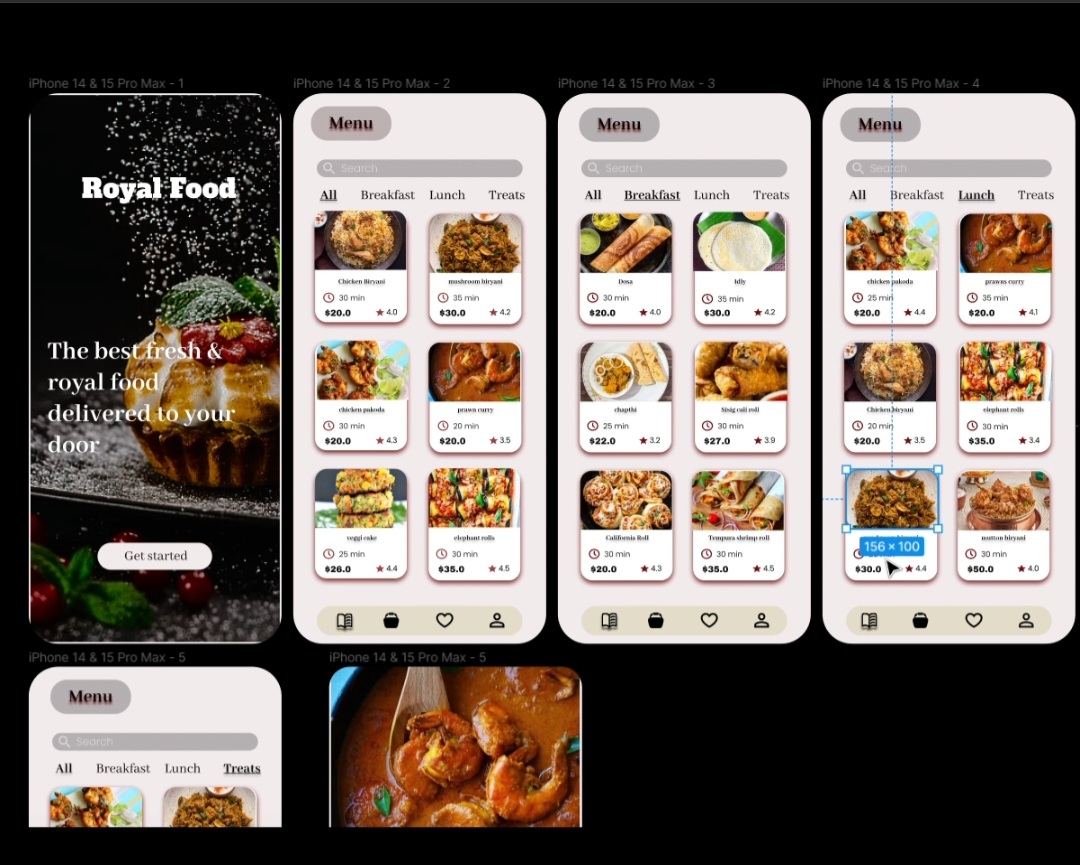 iPhone 14 & 15 Pro Max - 1
Royal Food
The best fresh &
royal food
delivered to your
door
Get started
iPhone 14 & 15 Pro Max - 2
Menu
Search
All Breakfast Lunch Treats
Chicken Biryani
30 min
$20.0 4.0
mushroom biryani
35 min
$30.0 4.2
chicken pakoda
30 min
$20.0 4.3
prawn curry
20 min
$20.0 3.5
veggi cake
25 min
$26.0 4.4
elephant rolls
30 min
$35.0 4.5
iPhone 14 & 15 Pro Max - 3
Menu
Search
All Breakfast Lunch Treats
Dosa
30 min
$20.0 4.0
Idly
35 min
$30.0 4.2
chapthi
25 min
$22.0 3.2
Sisig cali roll
30 min
$27.0 3.9
California Roll
30 min
$20.0 4.3
Tempura shrimp roll
30 min
$35.0 4.5
iPhone 14 & 15 Pro Max - 4
Menu
Search
All Breakfast Lunch Treats
chicken pakoda
25 min
$20.0 4.4
prawns curry
35 min
$20.0 4.1
Chicken biryani
20 min
$20.0 3.5
elephant rolls
30 min
$35.0 3.4
156 × 100
$30.0 4.4
mutton biryani
30 min
$50.0 4.0
iPhone 14 & 15 Pro Max - 5
Menu
Search
All Breakfast Lunch Treats
iPhone 14 & 15 Pro Max - 5